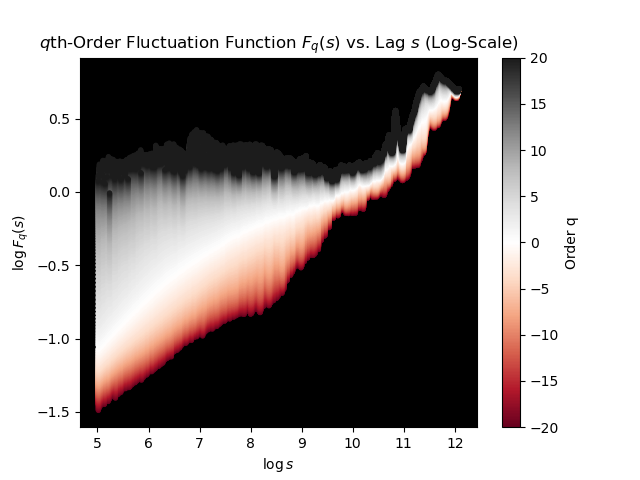 qth-Order Fluctuation Function F_q(s) vs. Lag s (Log-Scale)
log F_q(s)
0.5
0.0
−0.5
−1.0
−1.5
5 6 7 8 9 10 11 12
log s
20
15
10
5
0
−5
−10
−15
−20
Order q